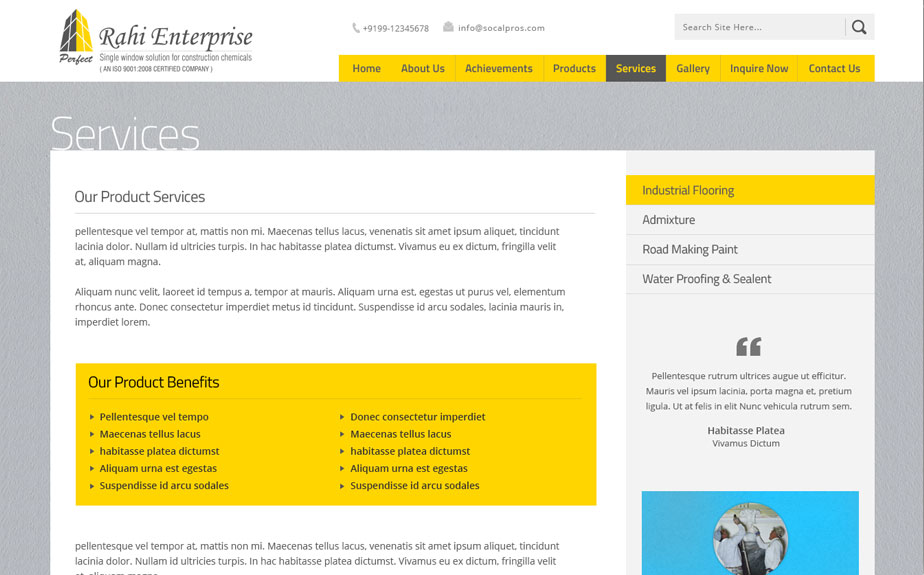 Rahi Enterprise
Perfect
Single window solution for construction chemicals
( AN ISO 9001:2008 CERTIFIED COMPANY )
+9199-12345678
info@socalpros.com
Search Site Here...
Home
About Us
Achievements
Products
Services
Gallery
Inquire Now
Contact Us
Services
Our Product Services
pellentesque vel tempor at, mattis non mi. Maecenas tellus lacus, venenatis sit amet ipsum aliquet, tincidunt
lacinia dolor. Nullam id ultricies turpis. In hac habitasse platea dictumst. Vivamus eu ex dictum, fringilla velit
at, aliquam magna.
Aliquam nunc velit, laoreet id tempus a, tempor at mauris. Aliquam urna est, egestas ut purus vel, elementum
rhoncus ante. Donec consectetur imperdiet metus id tincidunt. Suspendisse id arcu sodales, lacinia mauris in,
imperdiet lorem.
Our Product Benefits
Pellentesque vel tempo
Maecenas tellus lacus
habitasse platea dictumst
Aliquam urna est egestas
Suspendisse id arcu sodales
Donec consectetur imperdiet
Maecenas tellus lacus
habitasse platea dictumst
Aliquam urna est egestas
Suspendisse id arcu sodales
pellentesque vel tempor at, mattis non mi. Maecenas tellus lacus, venenatis sit amet ipsum aliquet, tincidunt
lacinia dolor. Nullam id ultricies turpis. In hac habitasse platea dictumst. Vivamus eu ex dictum, fringilla velit
at, aliquam magna.
Industrial Flooring
Admixture
Road Making Paint
Water Proofing & Sealent
Pellentesque rutrum ultrices augue ut efficitur.
Mauris vel ipsum lacinia, porta magna et, pretium
ligula. Ut at felis in elit Nunc vehicula rutrum sem.
Habitasse Platea
Vivamus Dictum